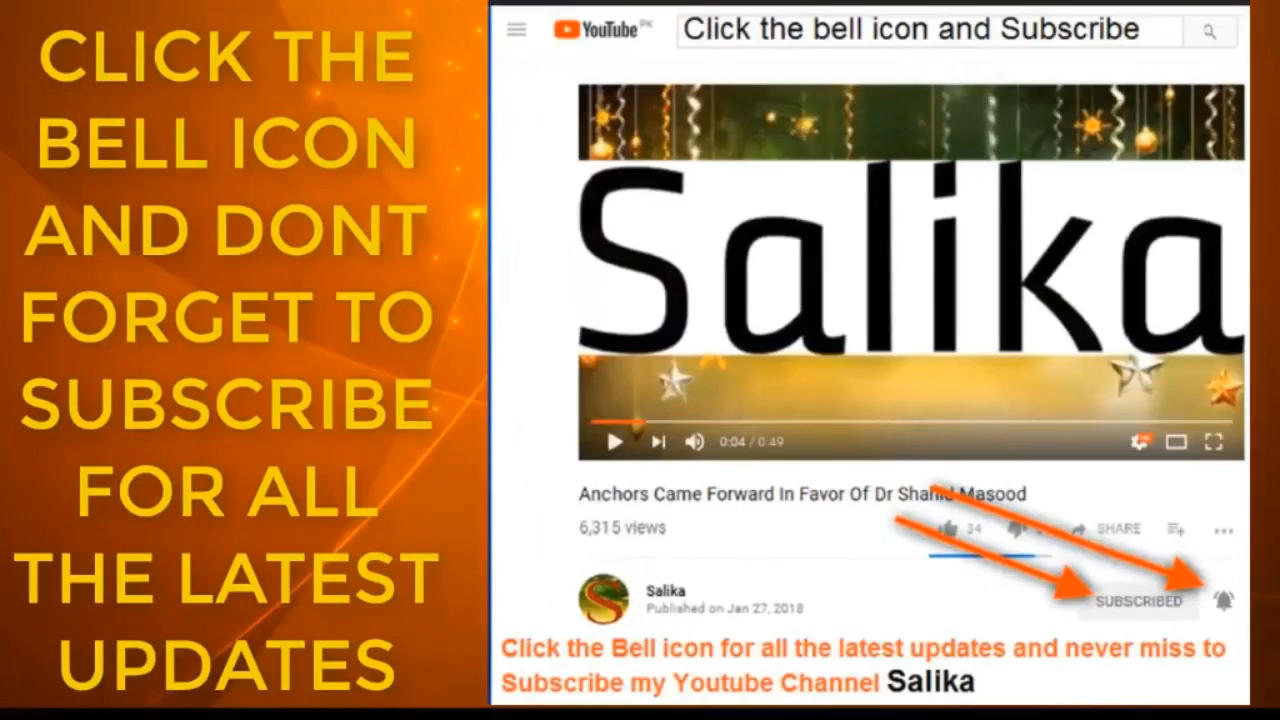 CLICK THE
BELL ICON
AND DONT
FORGET TO
SUBSCRIBE
FOR ALL
THE LATEST
UPDATES
YouTube PK
Click the bell icon and Subscribe
Salika
0:04 / 0:49
Anchors Came Forward In Favor Of Dr Shahid Masood
6,315 views
34
SHARE
Salika
Published on Jan 27, 2018
SUBSCRIBED
Click the Bell icon for all the latest updates and never miss to
Subscribe my Youtube Channel Salika